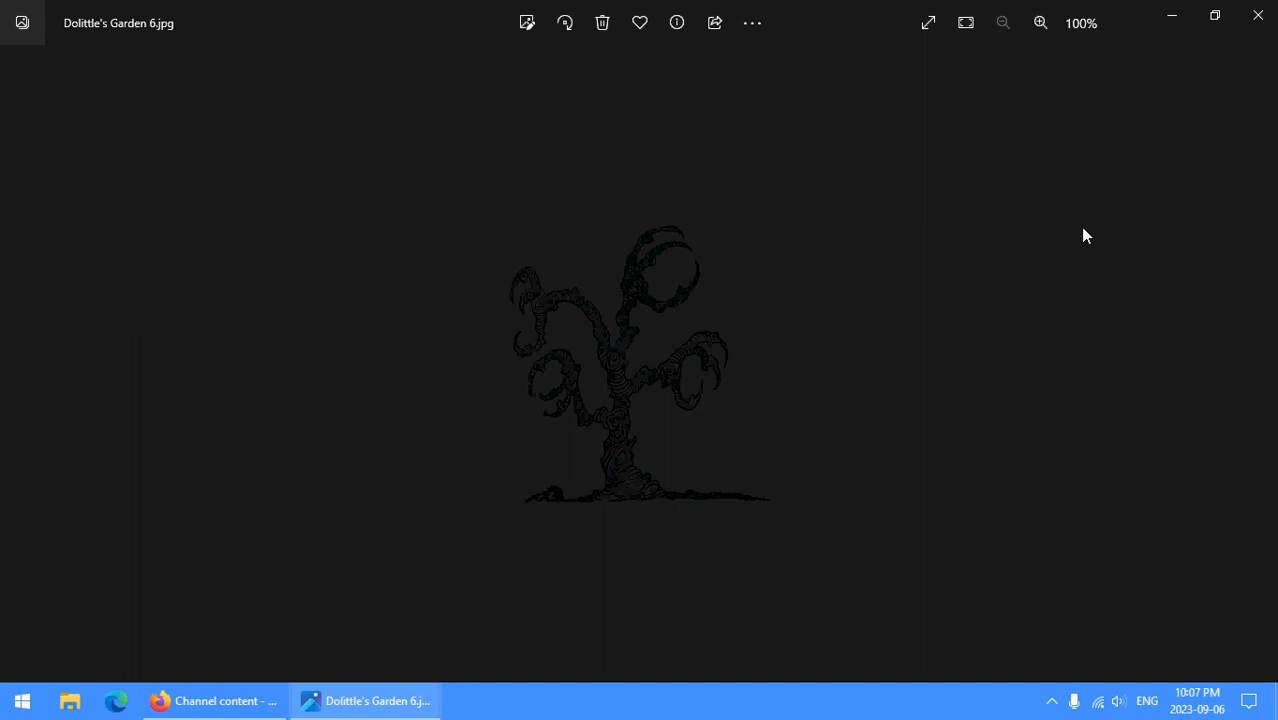 Dolittle's Garden 6.jpg
100%
Channel content - ...
Dolittle's Garden 6.j...
ENG
10:07 PM
2023-09-06